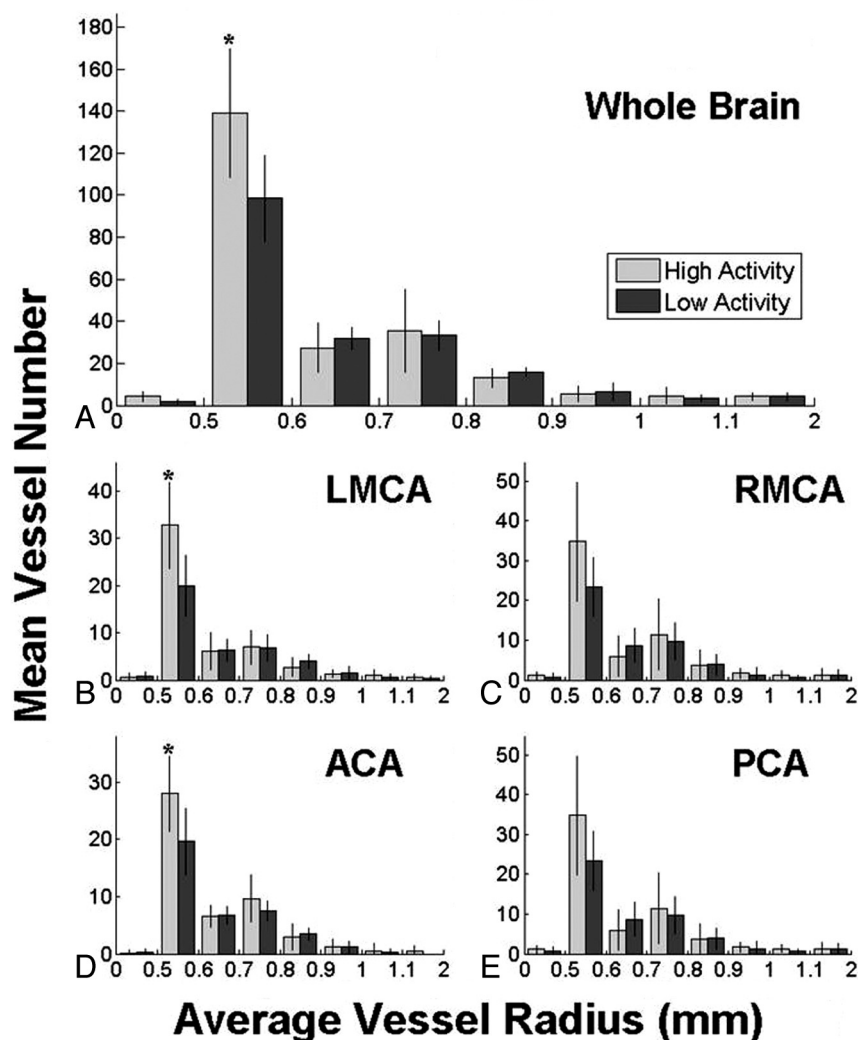 Mean Vessel Number
180
160
140
120
100
80
60
40
20
0
*
Whole Brain
High Activity
Low Activity
A
0 0.5 0.6 0.7 0.8 0.9 1 1.1 2
40
30
20
10
0
*
LMCA
B
0 0.5 0.6 0.7 0.8 0.9 1 1.1 2
50
40
30
20
10
0
RMCA
C
0 0.5 0.6 0.7 0.8 0.9 1 1.1 2
30
20
10
0
*
ACA
D
0 0.5 0.6 0.7 0.8 0.9 1 1.1 2
50
40
30
20
10
0
PCA
E
0 0.5 0.6 0.7 0.8 0.9 1 1.1 2
Average Vessel Radius (mm)